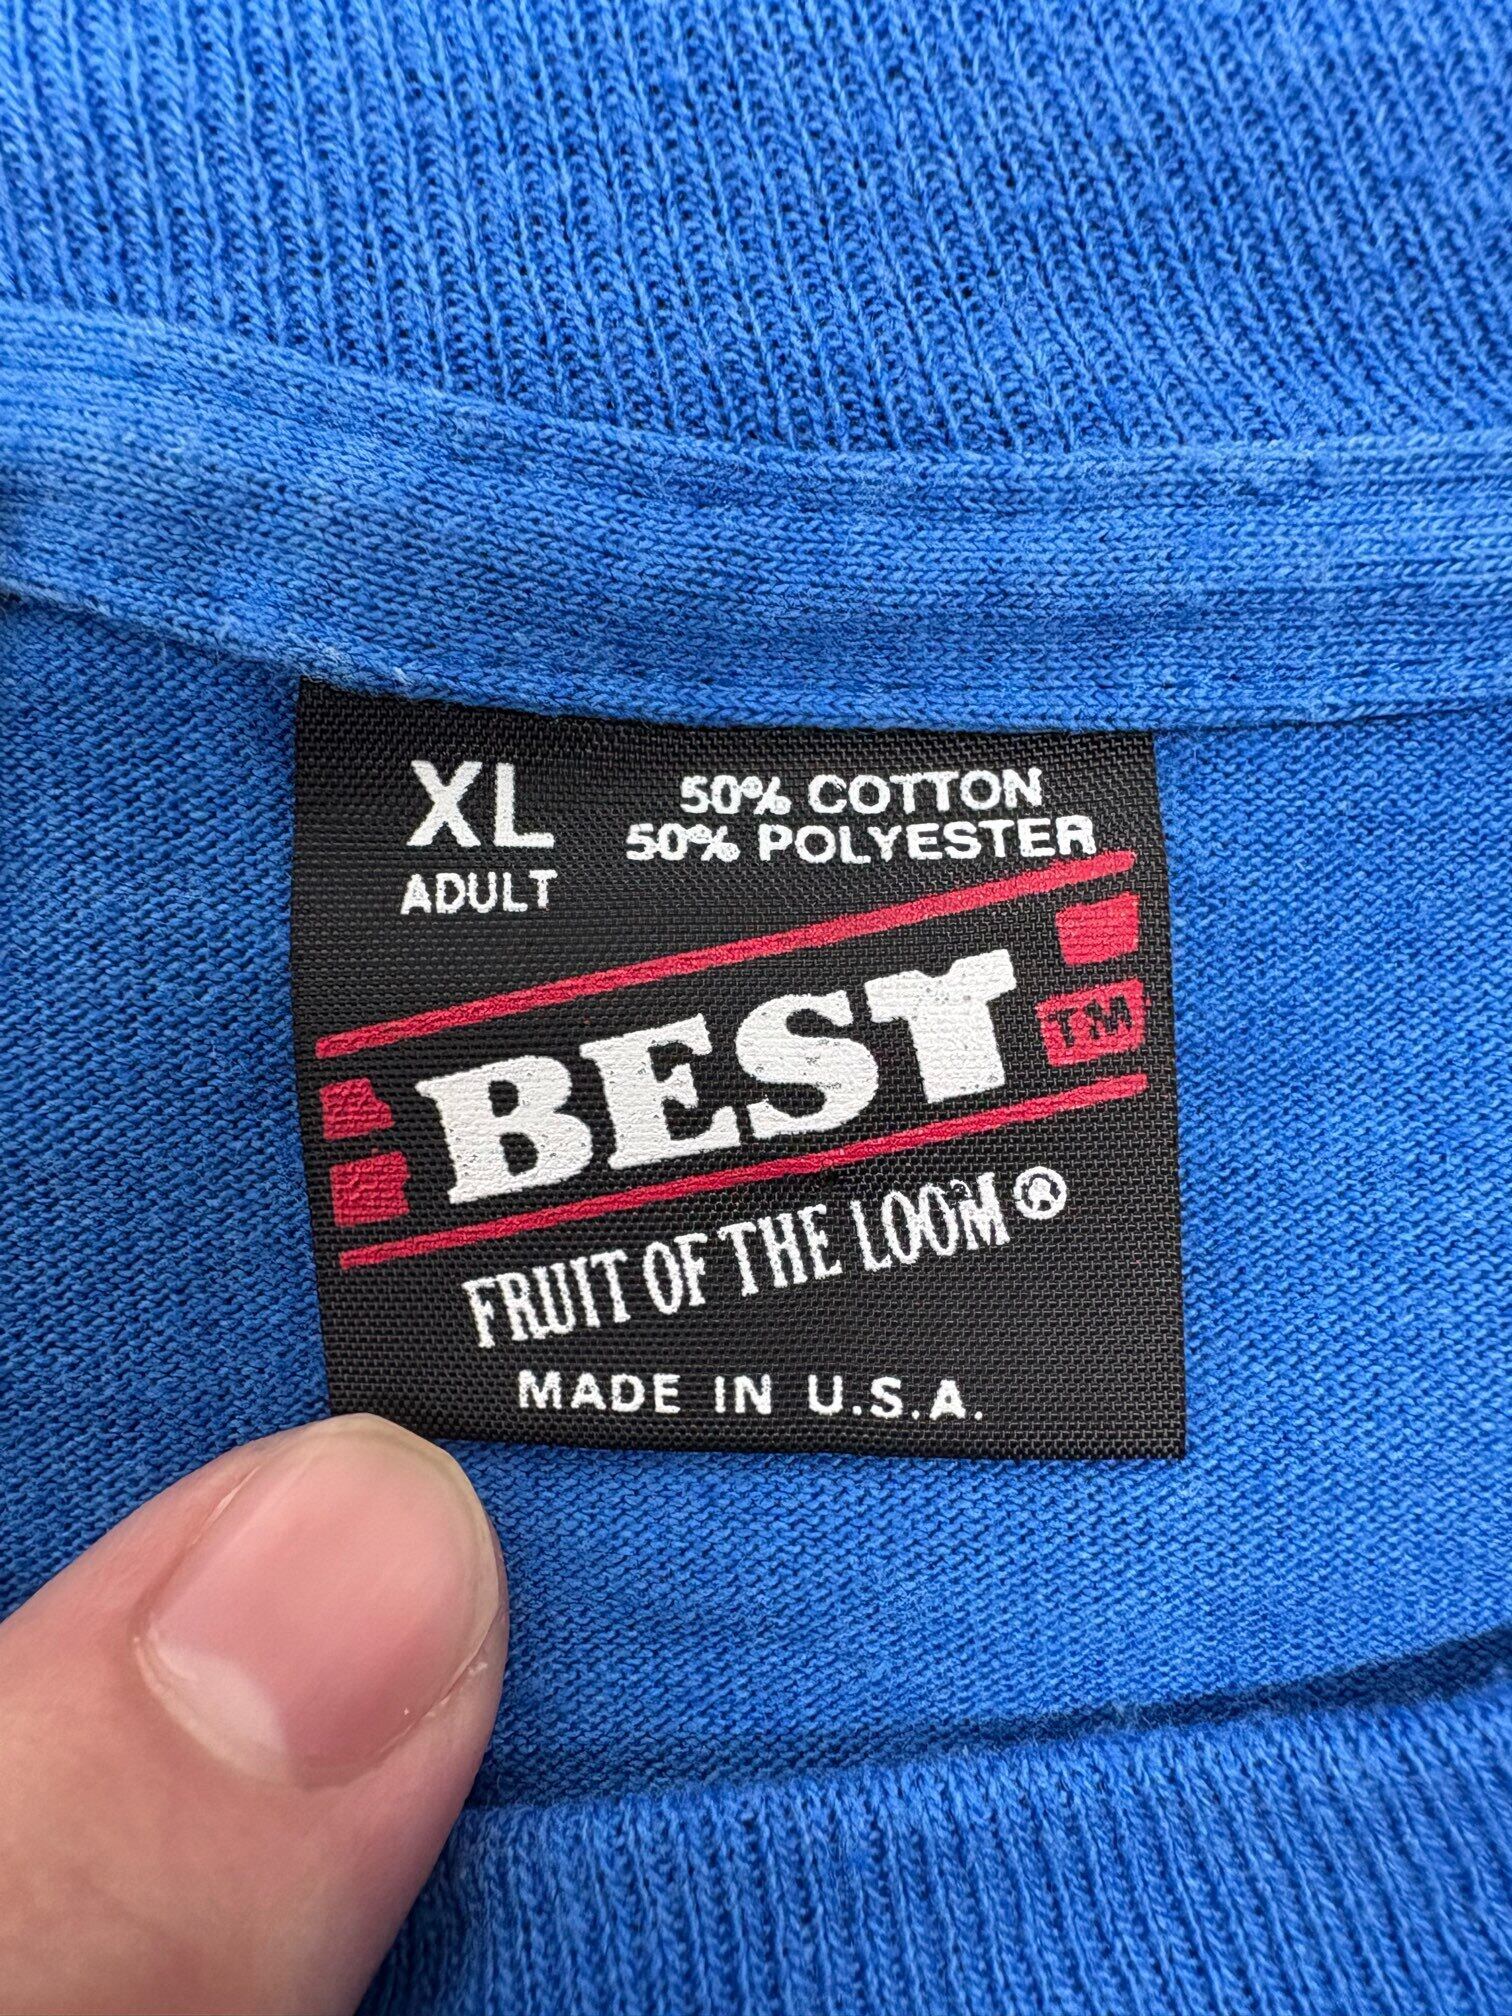 XL
ADULT
50% COTTON
50% POLYESTER
BEST
TM
FRUIT OF THE LOOM®
MADE IN U.S.A.